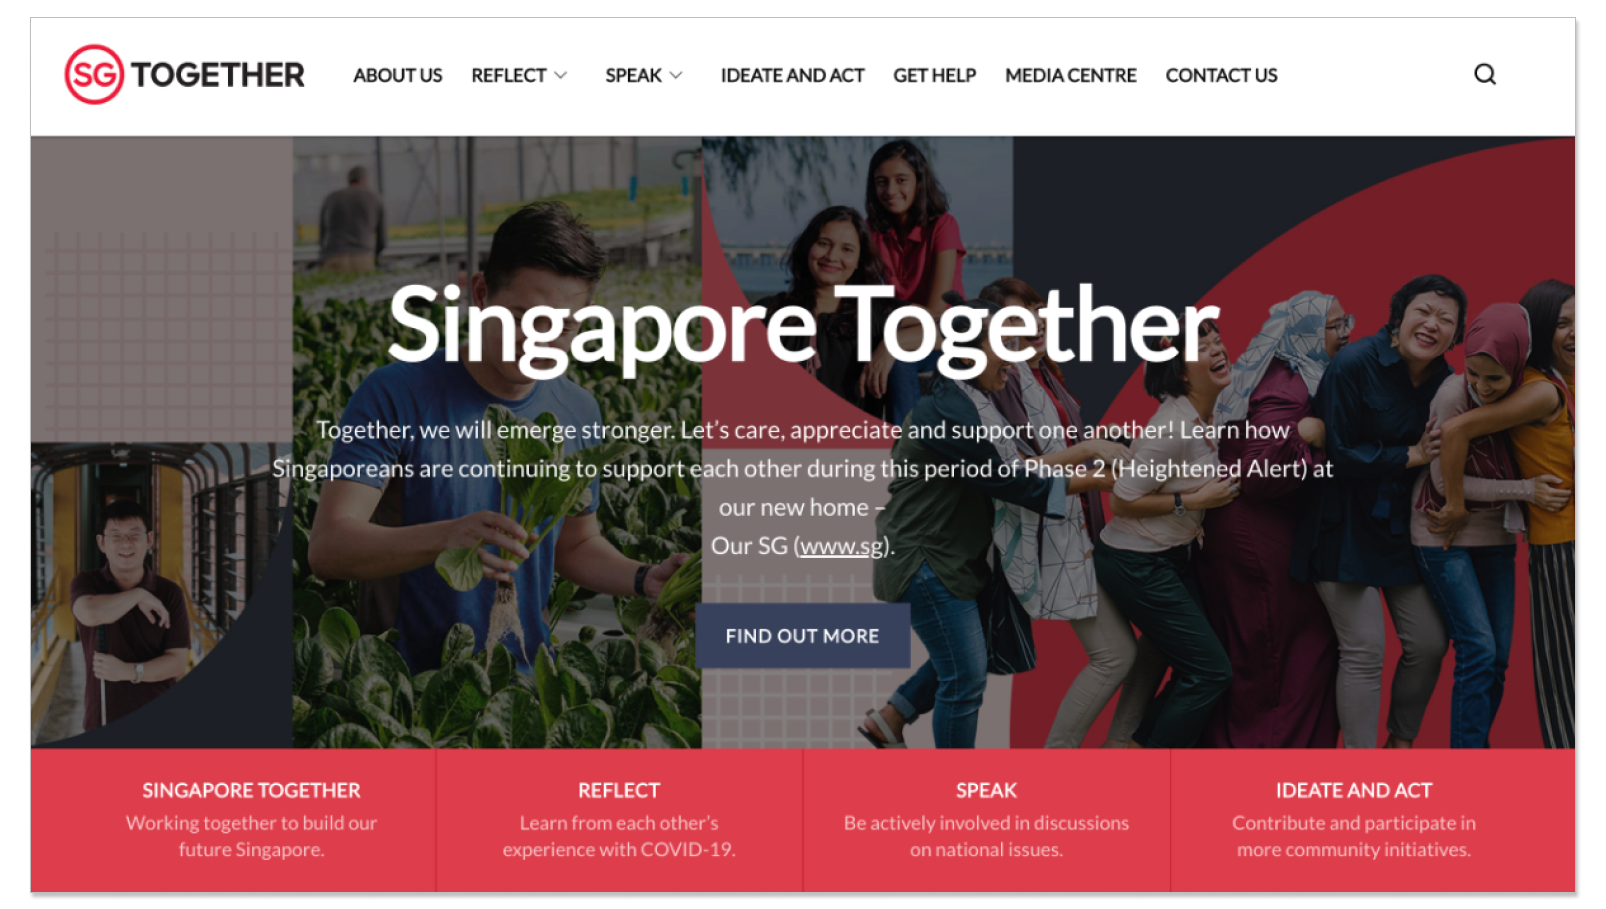 SG TOGETHER
ABOUT US
REFLECT
SPEAK
IDEATE AND ACT
GET HELP
MEDIA CENTRE
CONTACT US
Singapore Together
Together, we will emerge stronger. Let's care, appreciate and support one another! Learn how
Singaporeans are continuing to support each other during this period of Phase 2 (Heightened Alert) at
our new home –
Our SG (www.sg).
FIND OUT MORE
SINGAPORE TOGETHER
Working together to build our
future Singapore.
REFLECT
Learn from each other's
experience with COVID-19.
SPEAK
Be actively involved in discussions
on national issues.
IDEATE AND ACT
Contribute and participate in
more community initiatives.